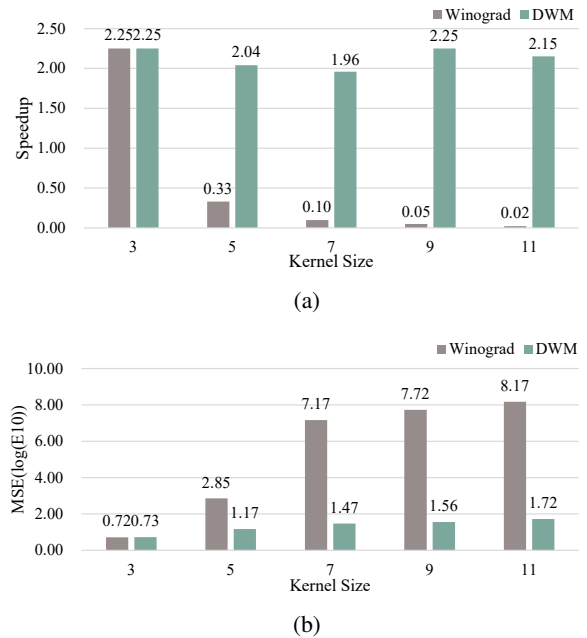 Winograd DWM
2.50
2.00
1.50
1.00
0.50
0.00
Speedup
2.25 2.25
0.33 2.04
0.10 1.96
0.05 2.25
0.02 2.15
3 5 7 9 11
Kernel Size
(a)
Winograd DWM
10.00
8.00
6.00
4.00
2.00
0.00
MSE(log(E10))
0.72 0.73
2.85 1.17
7.17 1.47
7.72 1.56
8.17 1.72
3 5 7 9 11
Kernel Size
(b)